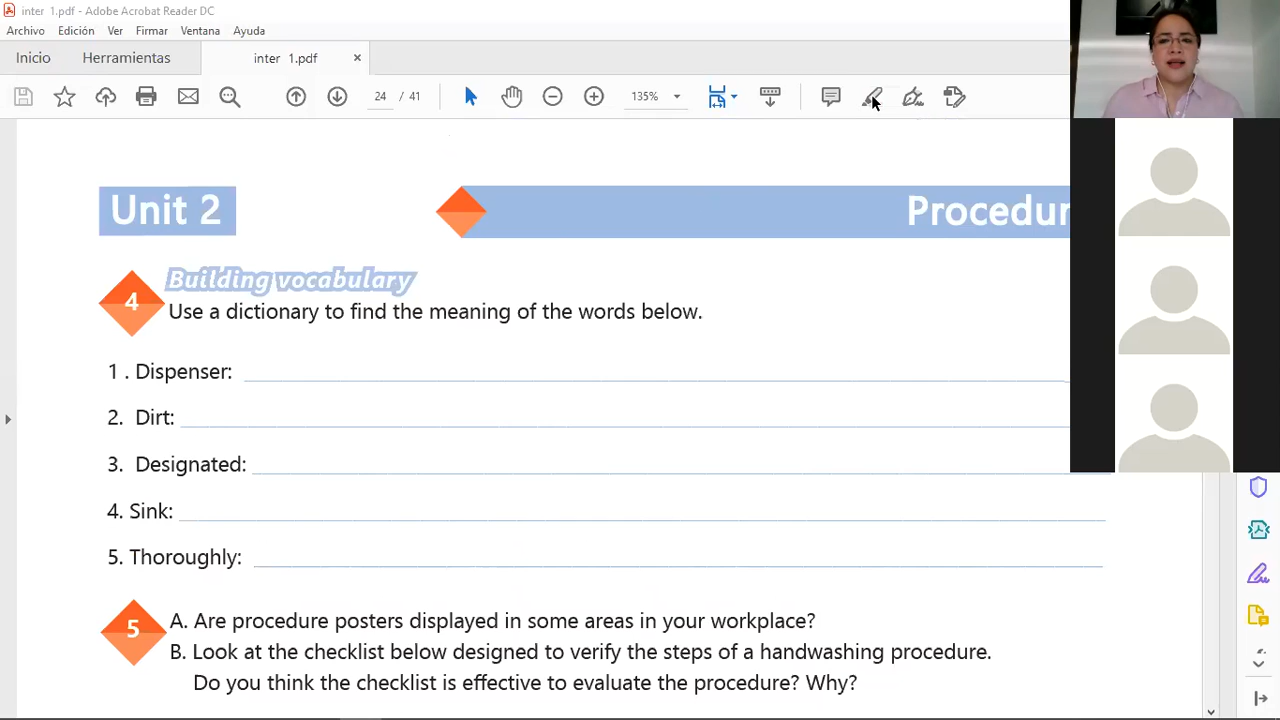 inter 1.pdf - Adobe Acrobat Reader DC
Archivo Edición Ver Firmar Ventana Ayuda
Inicio Herramientas inter 1.pdf ×
24 / 41 135%
Unit 2 Procedur
4 Building vocabulary
Use a dictionary to find the meaning of the words below.
1 . Dispenser:
2. Dirt:
3. Designated:
4. Sink:
5. Thoroughly:
5 A. Are procedure posters displayed in some areas in your workplace?
B. Look at the checklist below designed to verify the steps of a handwashing procedure.
Do you think the checklist is effective to evaluate the procedure? Why?